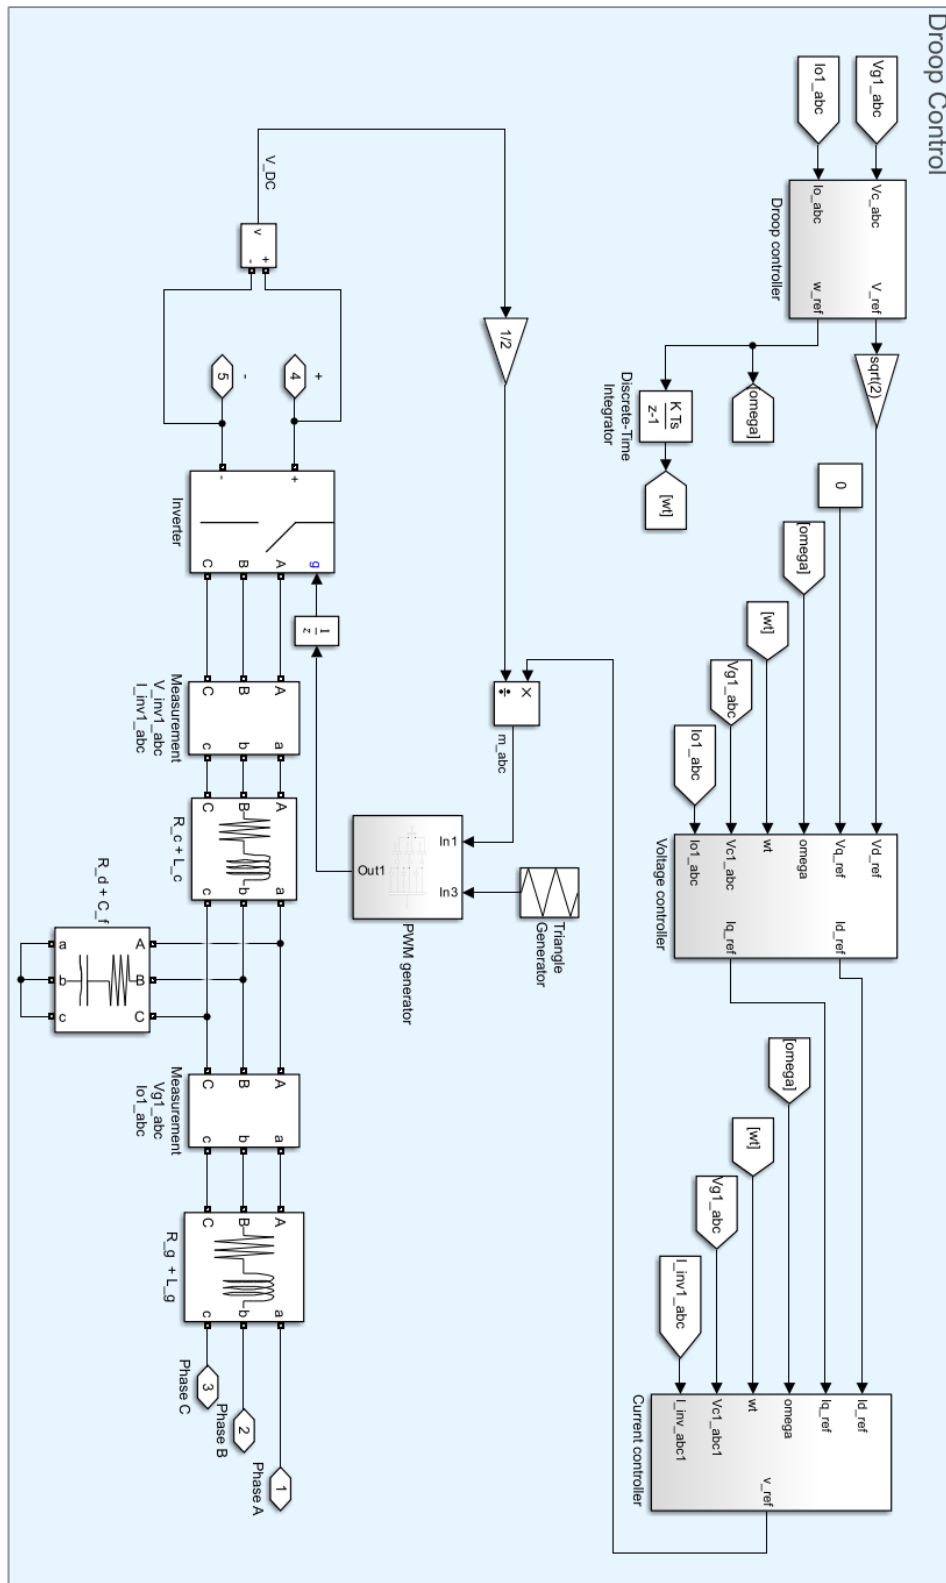 Droop Control
Vg1_abc
Io1_abc
Vc_abc
V_ref
Io_abc
w_ref
Droop controller
sqrt(2)
[omega]
K Ts
z-1
Discrete-Time
Integrator
[wt]
0
[omega]
[wt]
Vg1_abc
Io1_abc
Vd_ref
Vq_ref
omega
wt
Vc1_abc
Io1_abc
Id_ref
Iq_ref
Voltage controller
[omega]
[wt]
Vg1_abc
I_inv1_abc
Id_ref
Iq_ref
omega
wt
Vc1_abc1
I_inv_abc1
v_ref
Current controller
1/2
×
÷
m_abc
Triangle
Generator
In1
In3
Out1
PWM generator
1
z
V_DC
v
+
-
+
4
-
5
+
-
g
A
B
C
Inverter
A
B
C
a
b
c
Measurement
V_inv1_abc
I_inv1_abc
A
B
C
a
b
c
R_c + L_c
A
B
C
a
b
c
R_d + C_f
A
B
C
a
b
c
Measurement
Vg1_abc
Io1_abc
A
B
C
a
b
c
R_g + L_g
1
Phase A
2
Phase B
3
Phase C